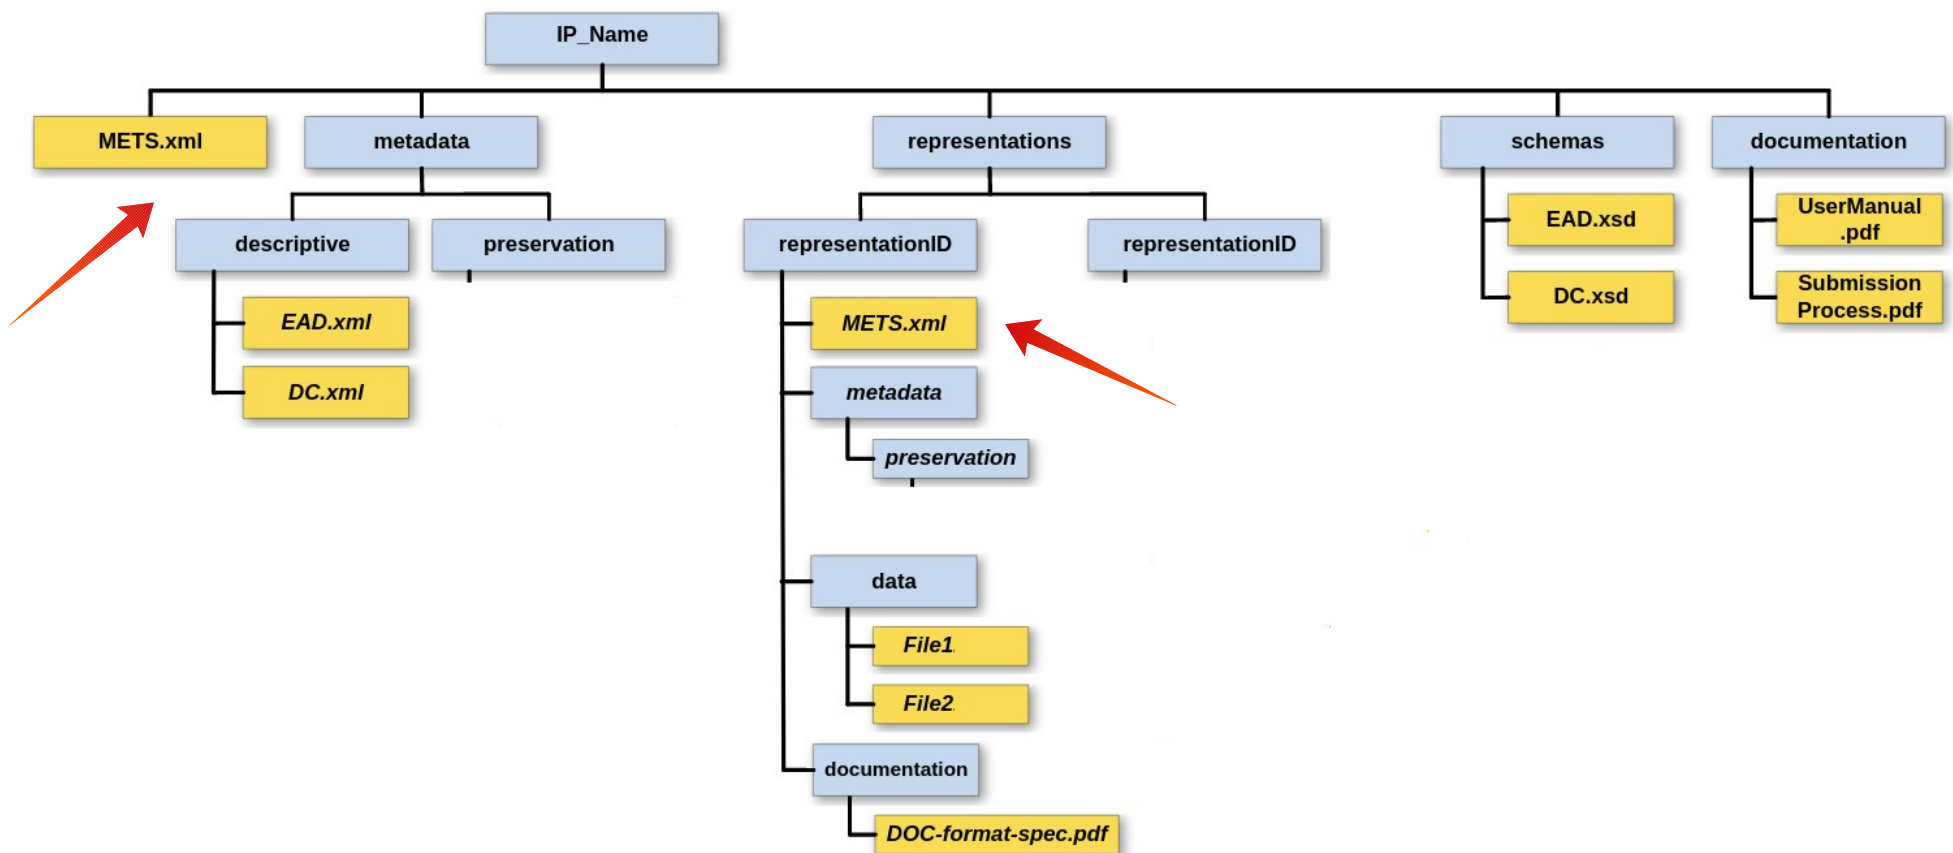 IP_Name
METS.xml
metadata
representations
schemas
documentation
descriptive
preservation
representationID
representationID
EAD.xsd
UserManual
.pdf
DC.xsd
Submission
Process.pdf
EAD.xml
DC.xml
METS.xml
metadata
preservation
data
File1
File2
documentation
DOC-format-spec.pdf